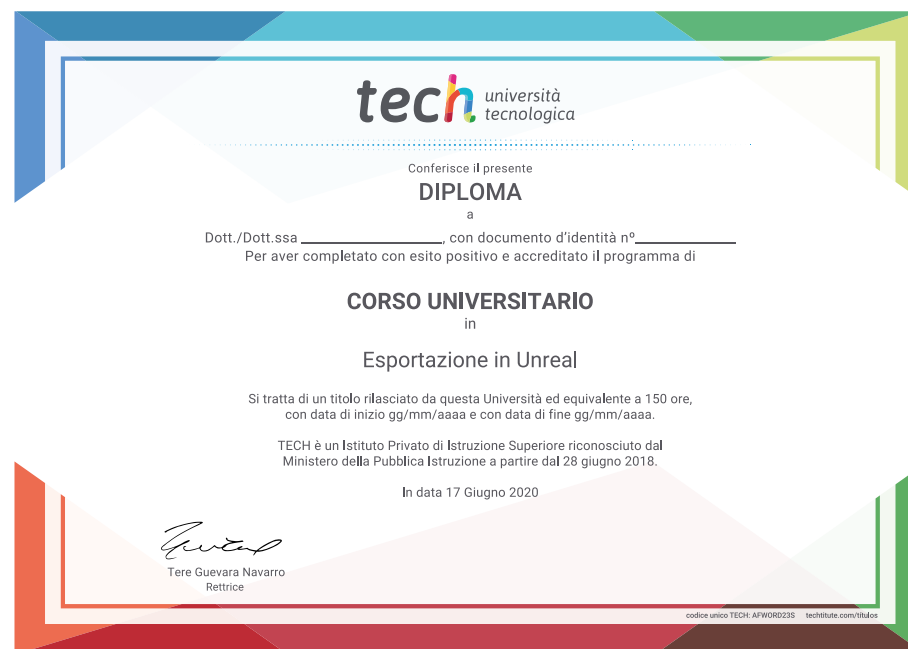 tech università
tecnologica
Conferisce il presente
DIPLOMA
a
Dott./Dott.ssa _______________, con documento d'identità nº___________
Per aver completato con esito positivo e accreditato il programma di
CORSO UNIVERSITARIO
in
Esportazione in Unreal
Si tratta di un titolo rilasciato da questa Università ed equivalente a 150 ore,
con data di inizio gg/mm/aaaa e con data di fine gg/mm/aaaa.
TECH è un Istituto Privato di Istruzione Superiore riconosciuto dal
Ministero della Pubblica Istruzione a partire dal 28 giugno 2018.
In data 17 Giugno 2020
Tere Guevara Navarro
Rettrice
codice unico TECH: AFWORD23S techtitute.com/titulos